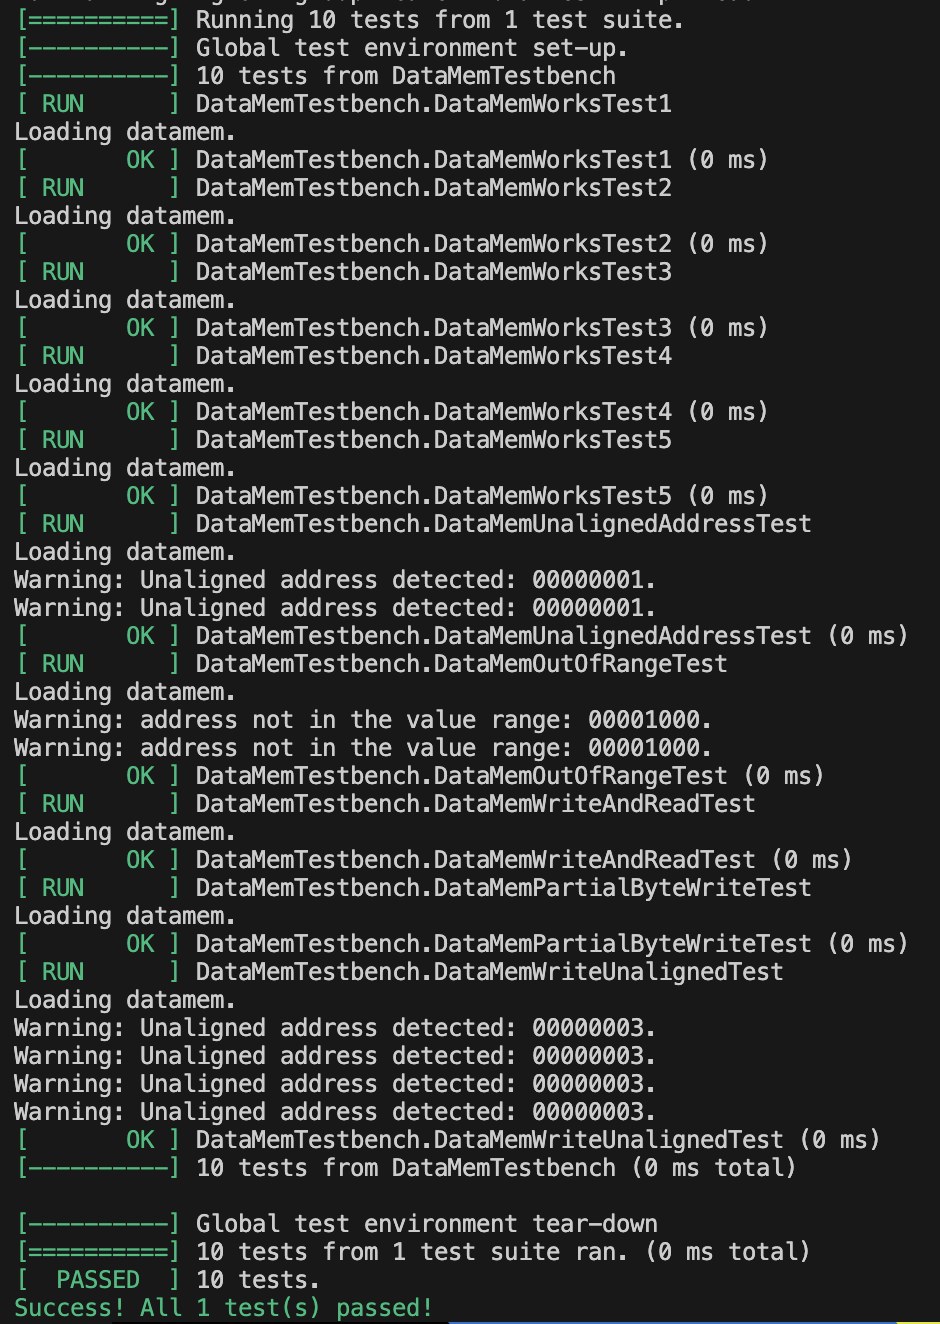 [==========] Running 10 tests from 1 test suite.
[----------] Global test environment set-up.
[----------] 10 tests from DataMemTestbench
[ RUN      ] DataMemTestbench.DataMemWorksTest1
Loading datamem.
[       OK ] DataMemTestbench.DataMemWorksTest1 (0 ms)
[ RUN      ] DataMemTestbench.DataMemWorksTest2
Loading datamem.
[       OK ] DataMemTestbench.DataMemWorksTest2 (0 ms)
[ RUN      ] DataMemTestbench.DataMemWorksTest3
Loading datamem.
[       OK ] DataMemTestbench.DataMemWorksTest3 (0 ms)
[ RUN      ] DataMemTestbench.DataMemWorksTest4
Loading datamem.
[       OK ] DataMemTestbench.DataMemWorksTest4 (0 ms)
[ RUN      ] DataMemTestbench.DataMemWorksTest5
Loading datamem.
[       OK ] DataMemTestbench.DataMemWorksTest5 (0 ms)
[ RUN      ] DataMemTestbench.DataMemUnalignedAddressTest
Loading datamem.
Warning: Unaligned address detected: 00000001.
Warning: Unaligned address detected: 00000001.
[       OK ] DataMemTestbench.DataMemUnalignedAddressTest (0 ms)
[ RUN      ] DataMemTestbench.DataMemOutOfRangeTest
Loading datamem.
Warning: address not in the value range: 00001000.
Warning: address not in the value range: 00001000.
[       OK ] DataMemTestbench.DataMemOutOfRangeTest (0 ms)
[ RUN      ] DataMemTestbench.DataMemWriteAndReadTest
Loading datamem.
[       OK ] DataMemTestbench.DataMemWriteAndReadTest (0 ms)
[ RUN      ] DataMemTestbench.DataMemPartialByteWriteTest
Loading datamem.
[       OK ] DataMemTestbench.DataMemPartialByteWriteTest (0 ms)
[ RUN      ] DataMemTestbench.DataMemWriteUnalignedTest
Loading datamem.
Warning: Unaligned address detected: 00000003.
Warning: Unaligned address detected: 00000003.
Warning: Unaligned address detected: 00000003.
Warning: Unaligned address detected: 00000003.
[       OK ] DataMemTestbench.DataMemWriteUnalignedTest (0 ms)
[----------] 10 tests from DataMemTestbench (0 ms total)
[----------] Global test environment tear-down
[==========] 10 tests from 1 test suite ran. (0 ms total)
[  PASSED  ] 10 tests.
Success! All 1 test(s) passed!